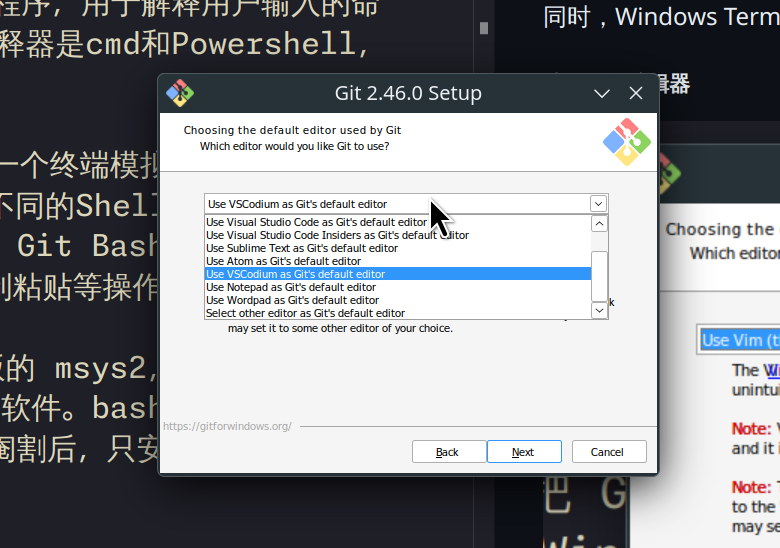 程序，用于解释用户输入的命
释器是cmd和Powershell,
一个终端模拟
不同的Shell
Git Bash
粘贴等操作
的 msys2,
软件。bash
阉割后，只安
同时，Windows Term
辑器
Git 2.46.0 Setup
Choosing the default editor used by Git
Which editor would you like Git to use?
Use VSCodium as Git's default editor
Use Visual Studio Code as Git's default editor
Use Visual Studio Code Insiders as Git's default editor
Use Sublime Text as Git's default editor
Use Atom as Git's default editor
Use VSCodium as Git's default editor
Use Notepad as Git's default editor
Use Wordpad as Git's default editor
Select other editor as Git's default editor
may set it to some other editor of your choice.
https://gitforwindows.org/
Back
Next
Cancel
Choosing the
Which editor
Use Vim (t
The
unintui
Note:
and it i
Note:
to the
may se
把 G